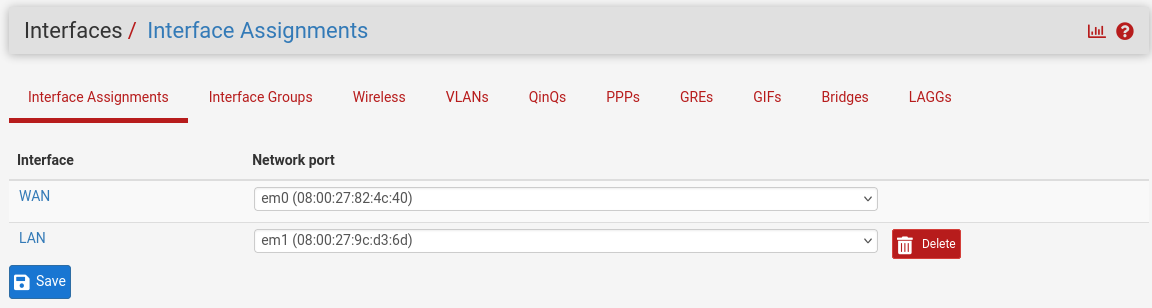 Interfaces / Interface Assignments
Interface Assignments Interface Groups Wireless VLANs QinQs PPPs GREs GIFs Bridges LAGGs
Interface Network port
WAN em0 (08:00:27:82:4c:40)
LAN em1 (08:00:27:9c:d3:6d) Delete
Save